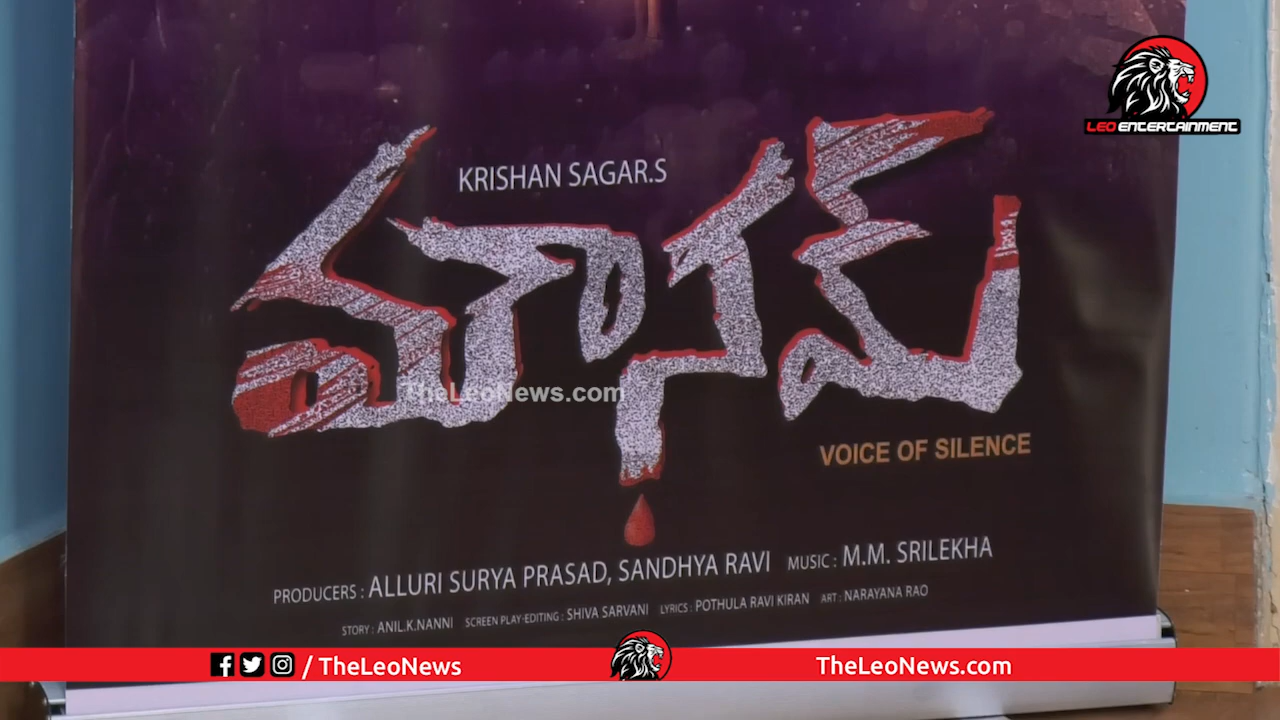 LEO ENTERTAINMENT
KRISHAN SAGAR.S
మౌనమ్
TheLeoNews.com
VOICE OF SILENCE
PRODUCERS : ALLURI SURYA PRASAD, SANDHYA RAVI MUSIC : M.M. SRILEKHA
STORY : ANIL.K.NANNI SCREEN PLAY-EDITING : SHIVA SARVANI LYRICS : POTHULA RAVI KIRAN ART : NARAYANA RAO
/ TheLeoNews TheLeoNews.com